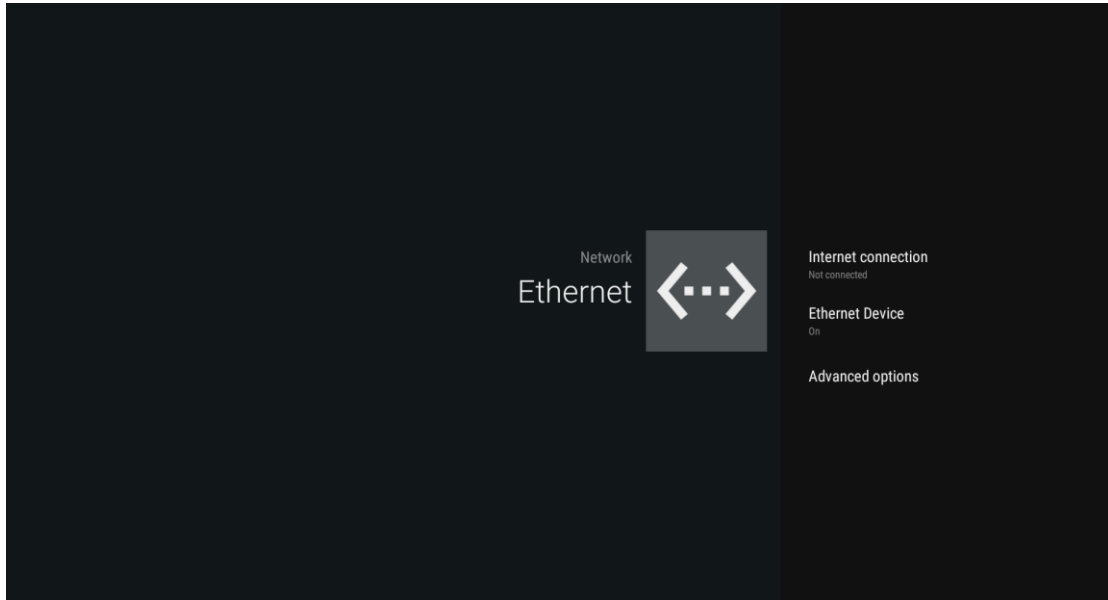 Network
Ethernet
Internet connection
Not connected
Ethernet Device
On
Advanced options